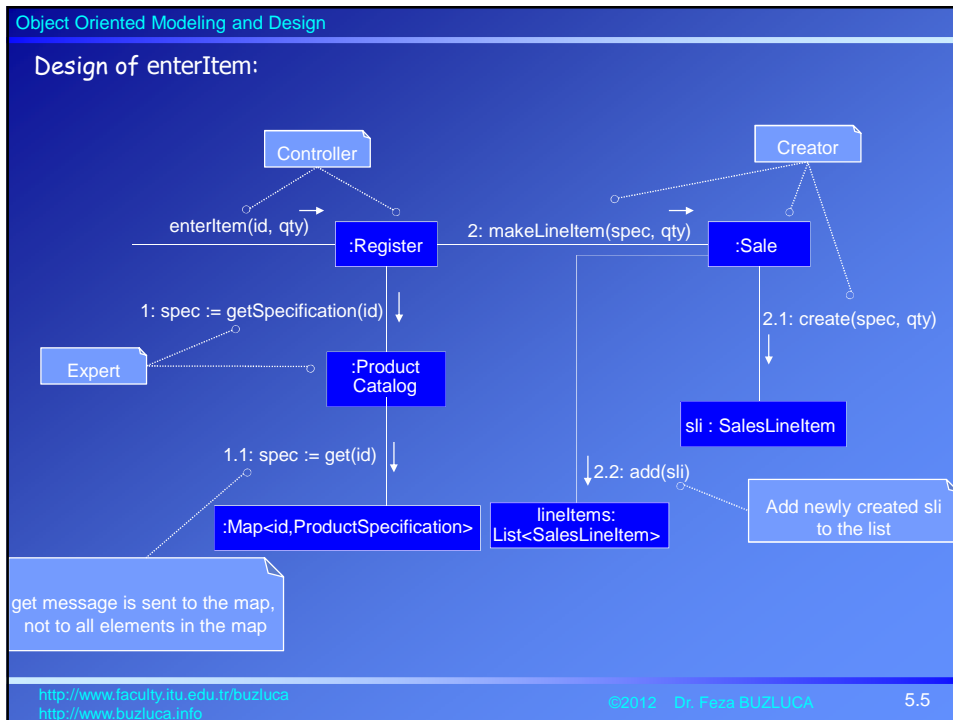 Object Oriented Modeling and Design
Design of enterItem:
Controller
Creator
enterItem(id, qty)
:Register
2: makeLineItem(spec, qty)
:Sale
1: spec := getSpecification(id)
2.1: create(spec, qty)
Expert
:Product
Catalog
sli : SalesLineItem
1.1: spec := get(id)
2.2: add(sli)
:Map<id,ProductSpecification>
lineItems:
List<SalesLineItem>
Add newly created sli
to the list
get message is sent to the map,
not to all elements in the map
http://www.faculty.itu.edu.tr/buzluca
http://www.buzluca.info
©2012 Dr. Feza BUZLUCA
5.5